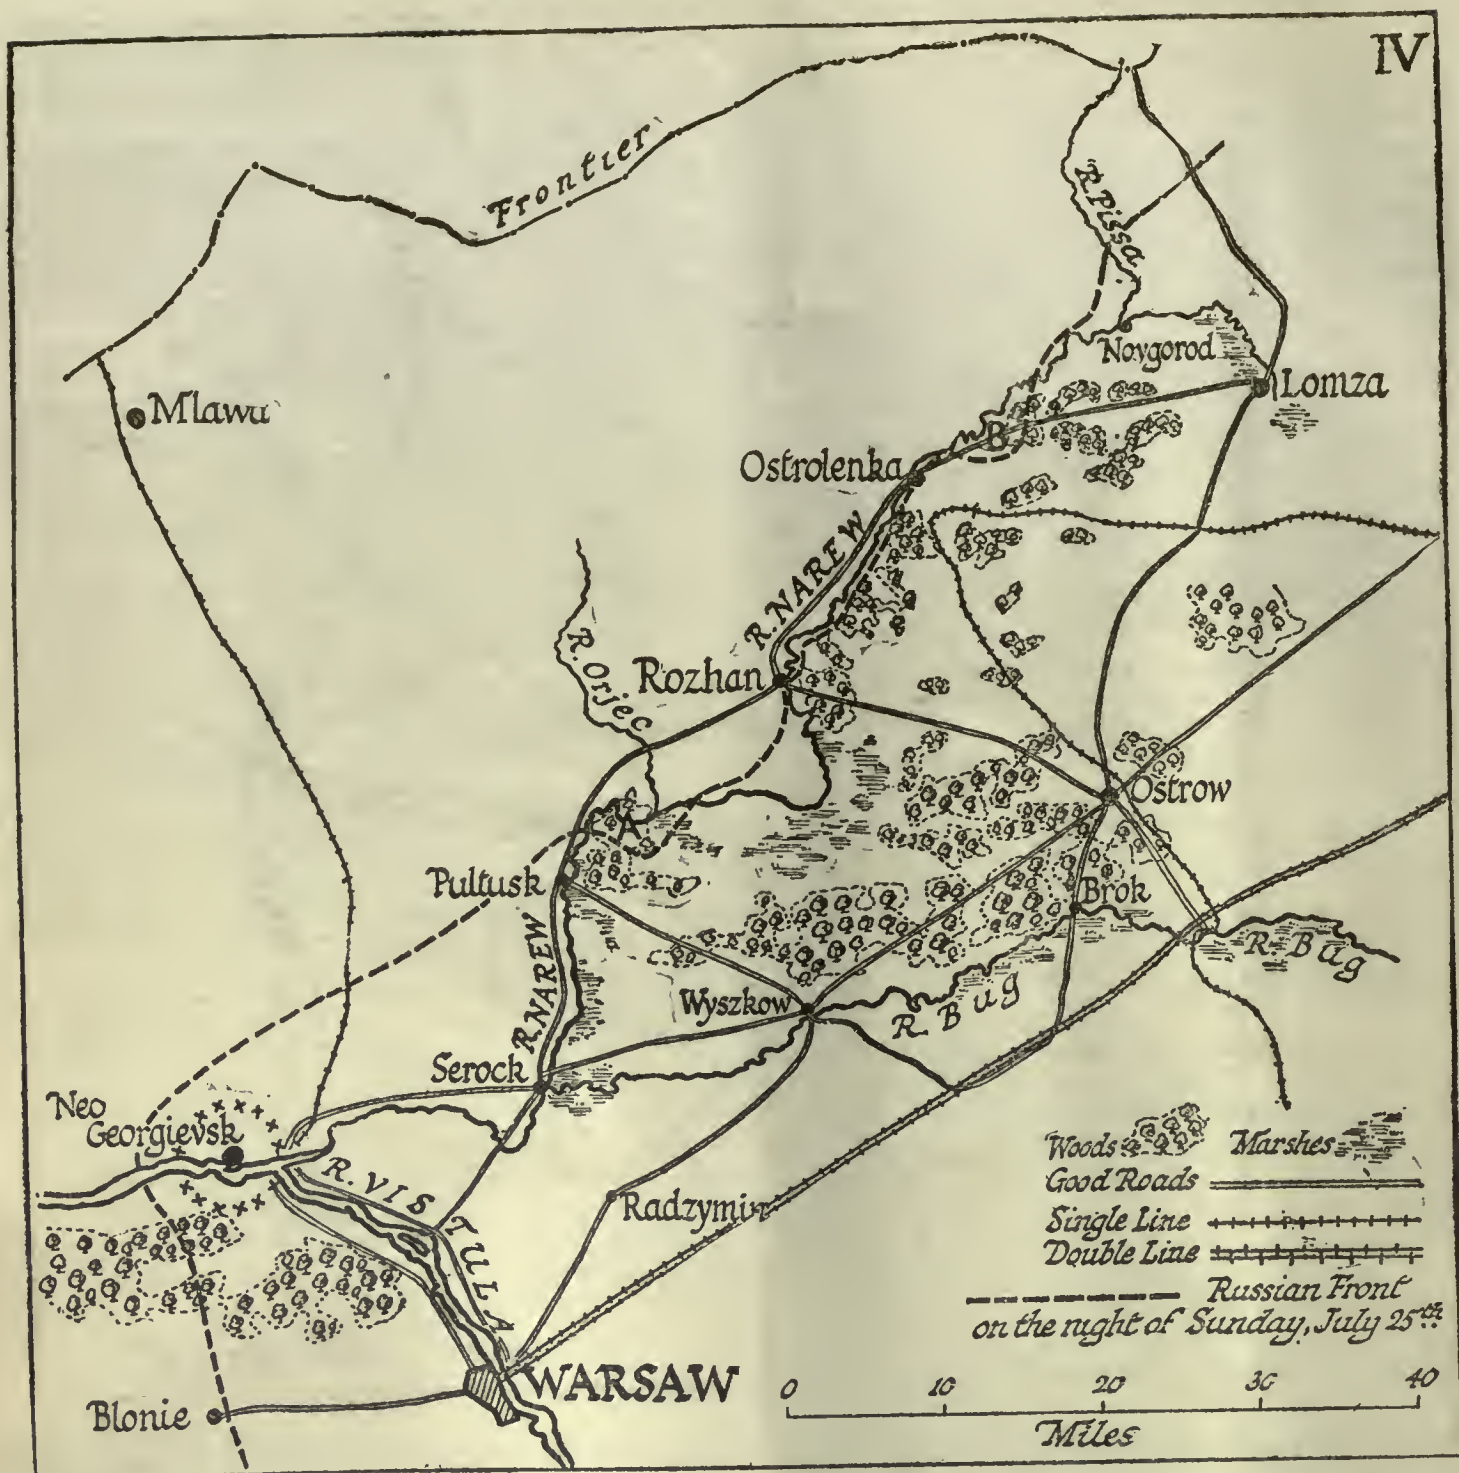 IV
Frontier
R. Pissa
Novgorod
Mlawa
Lomza
B
Ostrolenka
R. NAREW
R. Orjec
Rozhan
Ostrow
A
Pultusk
Brok
R. NAREW
R. Bug
Wyszkow
R. Bug
Serock
Neo
Georgievsk
Woods
Marshes
R. VISTULA
Good Roads
Radzymin
Single Line
Double Line
Russian Front
on the night of Sunday, July 25th
WARSAW
Blonie
0 10 20 30 40
Miles